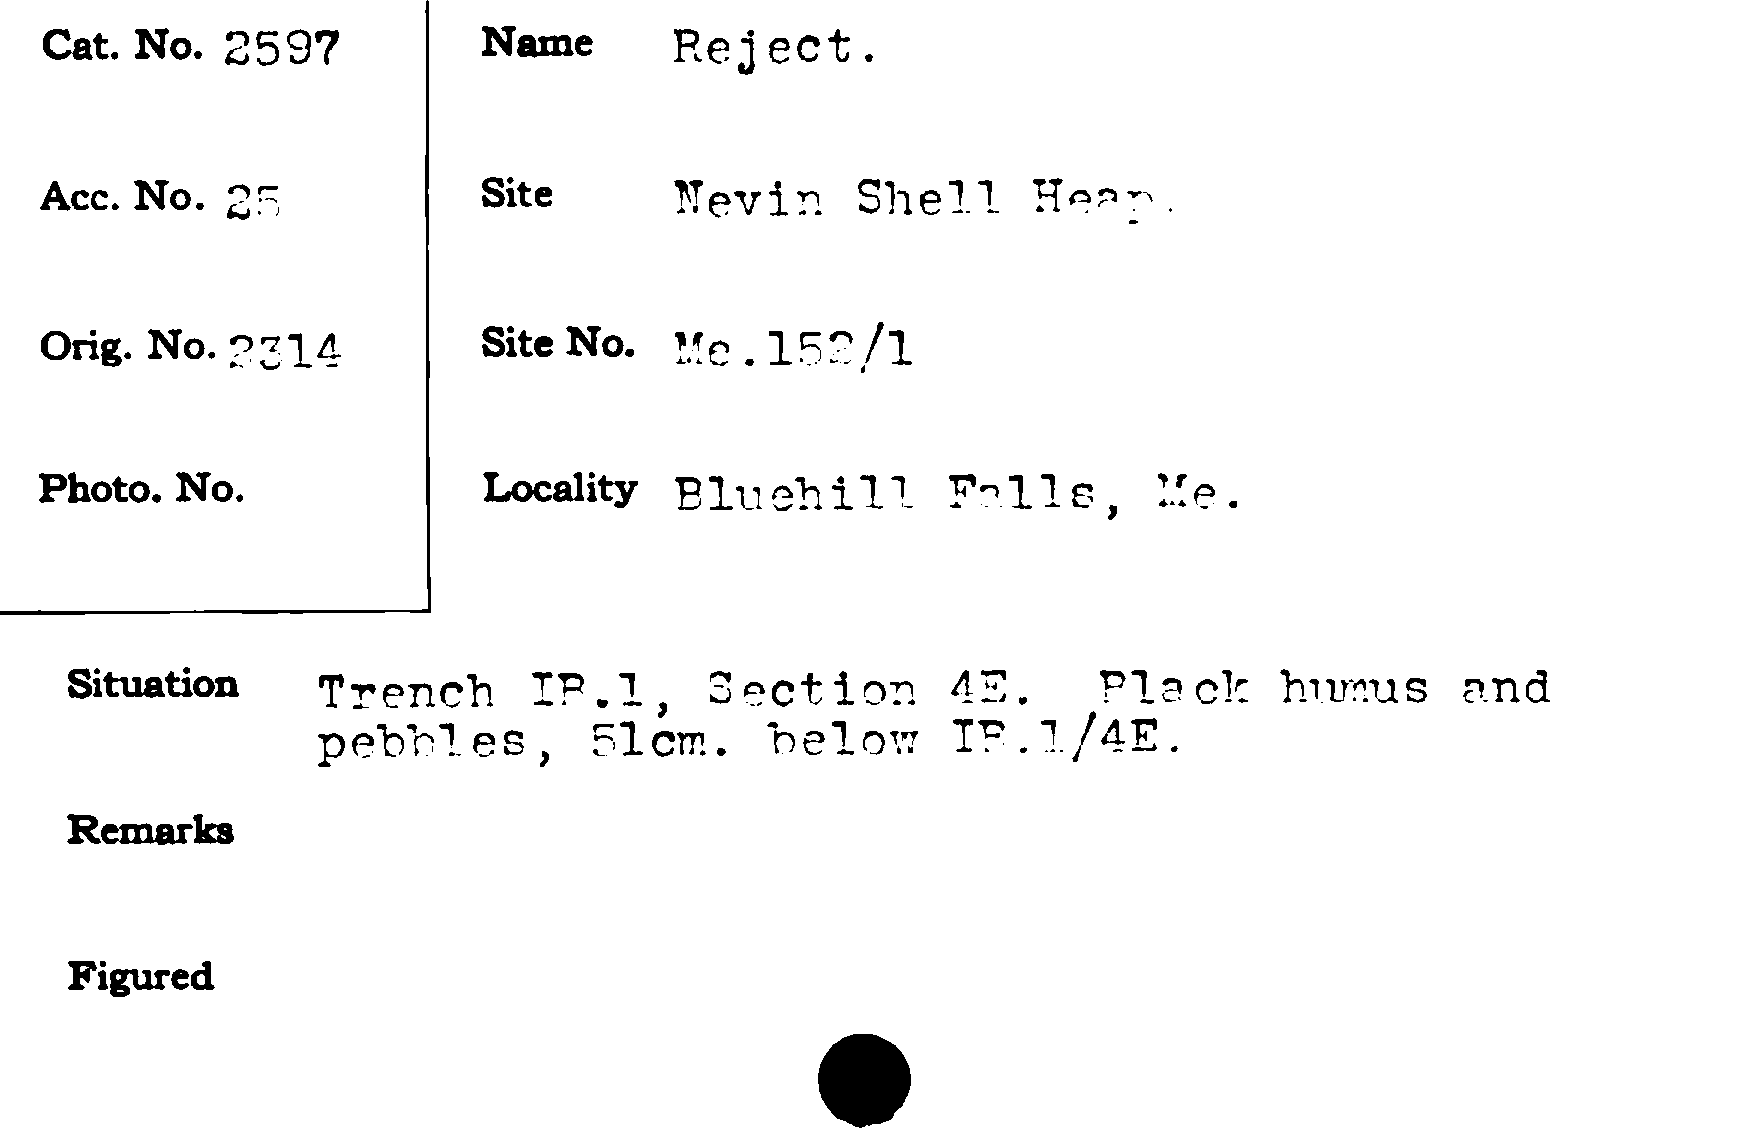 Cat. No. 2597
Name Reject.
Acc. No. 25
Site Nevin Shell Heap.
Orig. No. 2314
Site No. Me.152/1
Photo. No.
Locality Bluehill Falls, Me.
Situation Trench IB.1, Section 4E. Black humus and
pebbles, 51cm. below IB.1/4E.
Remarks
Figured